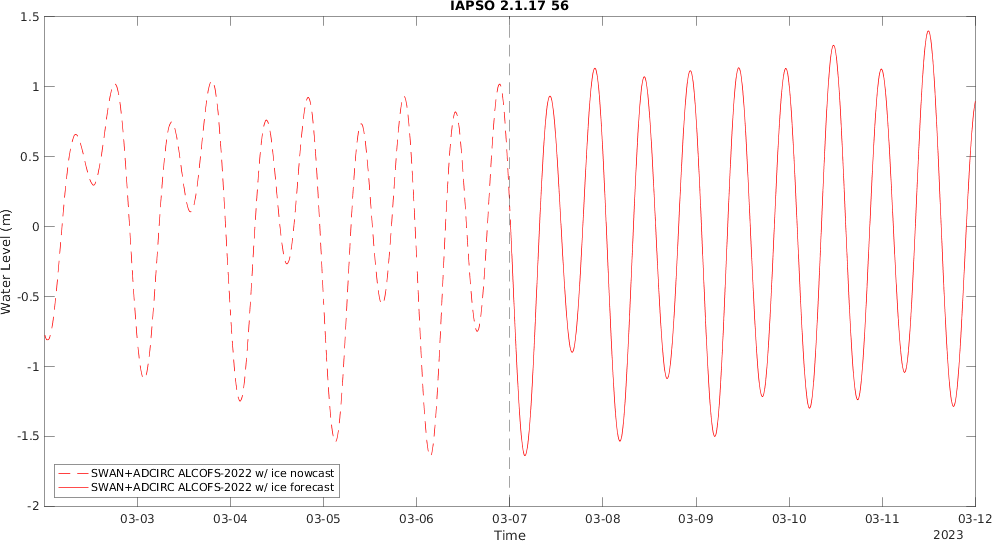 IAPSO 2.1.17 56
1.5
1
0.5
0
-0.5
-1
-1.5
-2
Water Level (m)
SWAN+ADCIRC ALCOFS-2022 w/ ice nowcast
SWAN+ADCIRC ALCOFS-2022 w/ ice forecast
03-03 03-04 03-05 03-06 03-07 03-08 03-09 03-10 03-11 03-12
Time
2023